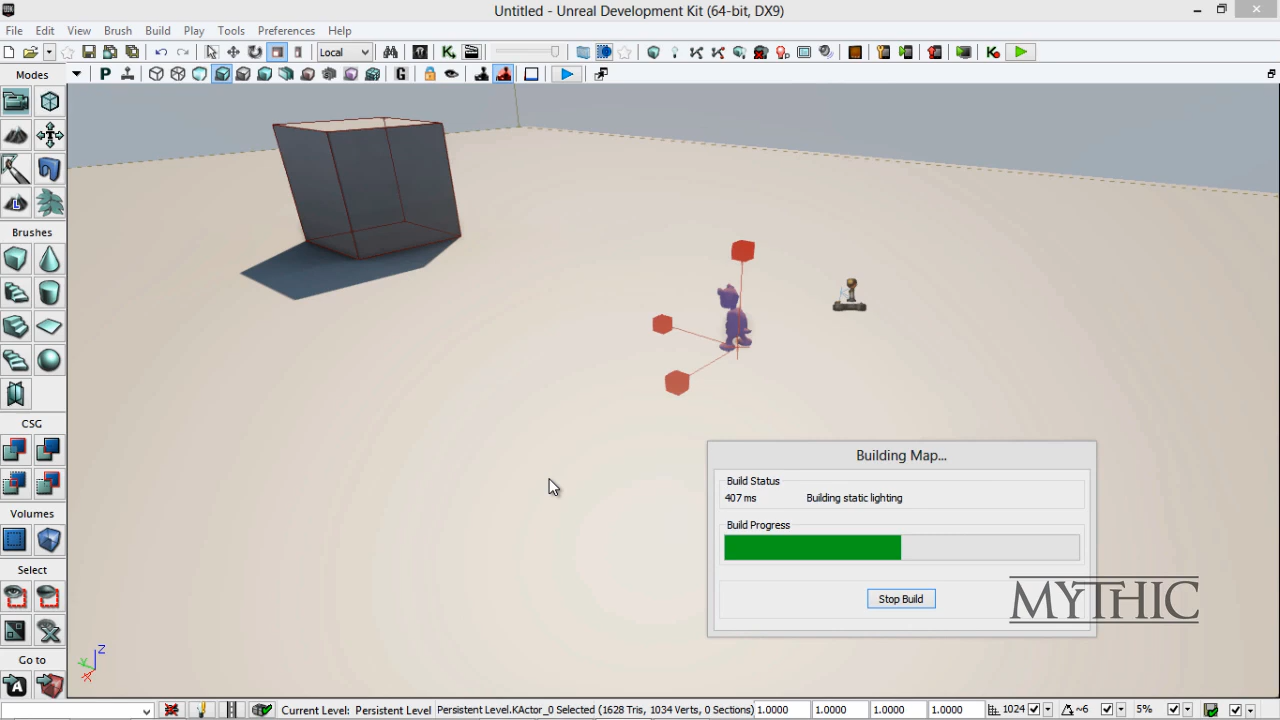 Untitled - Unreal Development Kit (64-bit, DX9)
File Edit View Brush Build Play Tools Preferences Help
Local
Modes
P
G
L
Brushes
CSG
Volumes
Select
Go to
A
Z
Y
X
Building Map...
Build Status
407 ms Building static lighting
Build Progress
Stop Build
MYTHIC
Current Level: Persistent Level Persistent Level.KActor_0 Selected (1628 Tris, 1034 Verts, 0 Sections) 1.0000 1.0000 1.0000 1.0000 1024 ~6 5%